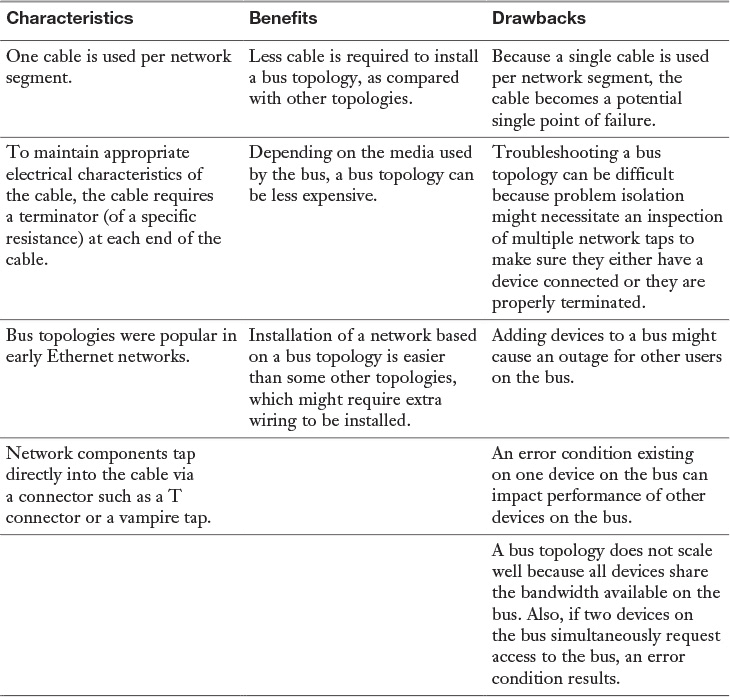 Characteristics
Benefits
Drawbacks
One cable is used per network
segment.
Less cable is required to install
a bus topology, as compared
with other topologies.
Because a single cable is used
per network segment, the
cable becomes a potential
single point of failure.
To maintain appropriate
electrical characteristics of
the cable, the cable requires
a terminator (of a specific
resistance) at each end of the
cable.
Depending on the media used
by the bus, a bus topology can
be less expensive.
Troubleshooting a bus
topology can be difficult
because problem isolation
might necessitate an inspection
of multiple network taps to
make sure they either have a
device connected or they are
properly terminated.
Bus topologies were popular in
early Ethernet networks.
Installation of a network based
on a bus topology is easier
than some other topologies,
which might require extra
wiring to be installed.
Adding devices to a bus might
cause an outage for other users
on the bus.
Network components tap
directly into the cable via
a connector such as a T
connector or a vampire tap.
An error condition existing
on one device on the bus can
impact performance of other
devices on the bus.
A bus topology does not scale
well because all devices share
the bandwidth available on the
bus. Also, if two devices on
the bus simultaneously request
access to the bus, an error
condition results.